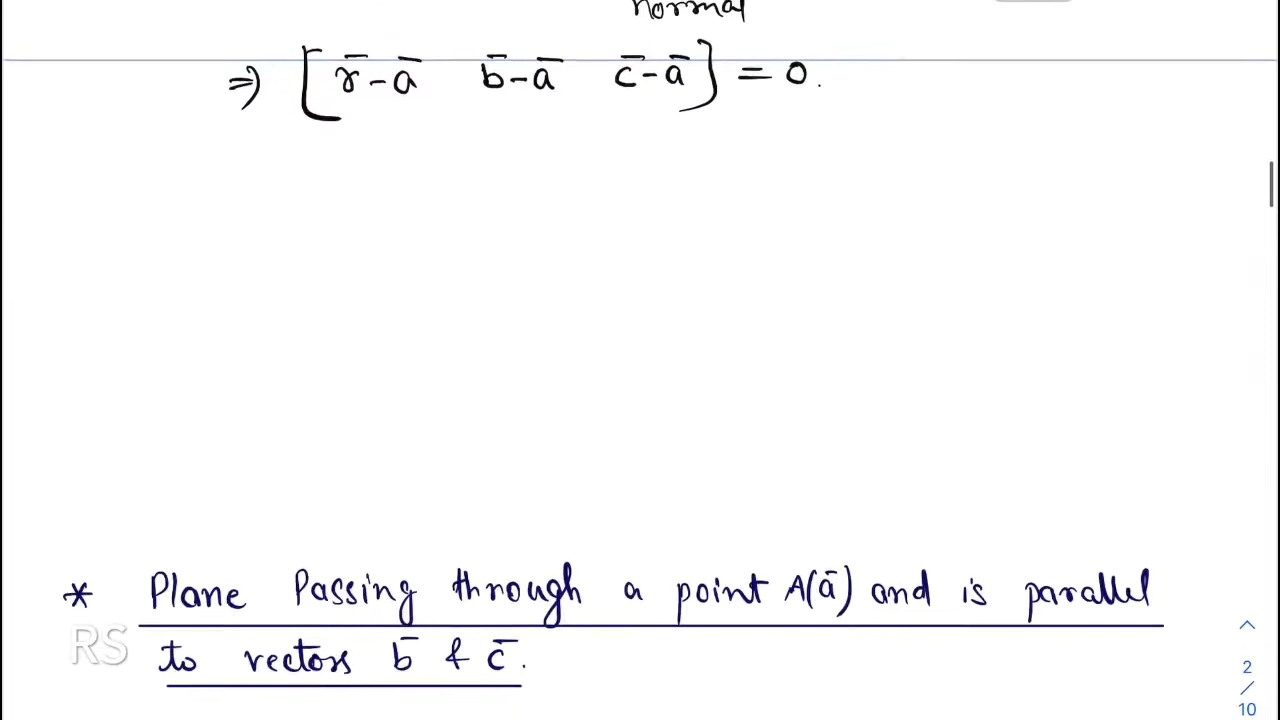 normal
⇒ [ r̄-ā b̄-ā c̄-ā ] = 0.
* Plane Passing through a point A(ā) and is parallel
to vectors b̄ & c̄.
RS
2
/
10